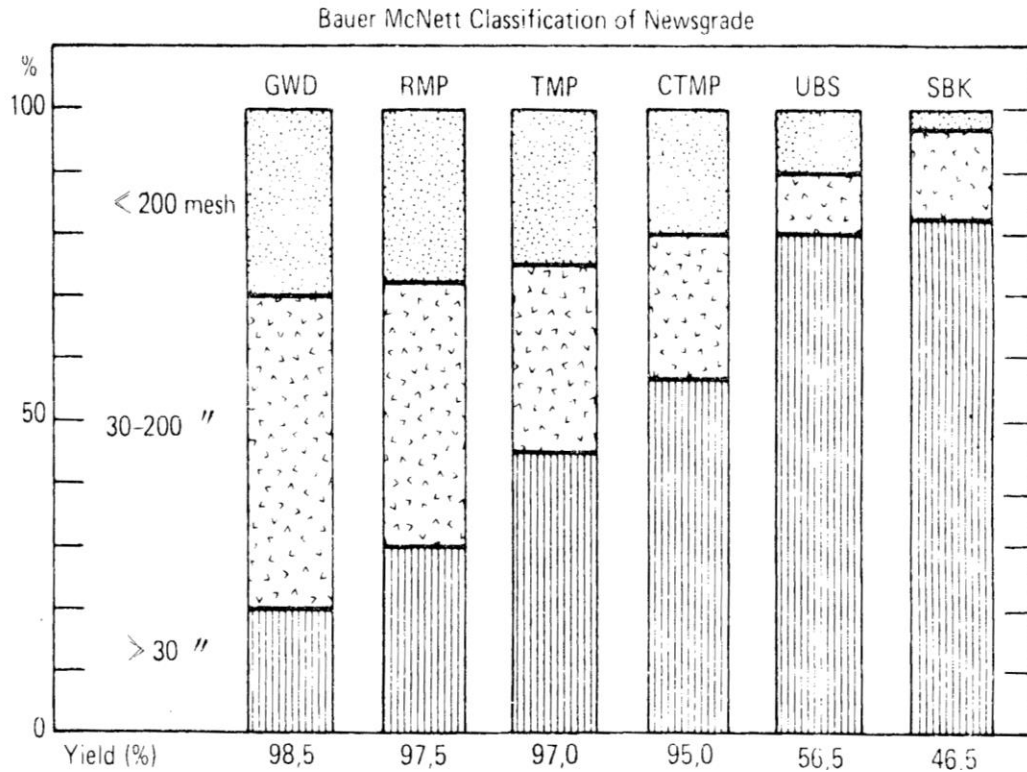 Bauer McNett Classification of Newsgrade
%
GWD RMP TMP CTMP UBS SBK
100
< 200 mesh
50
30-200 "
> 30 "
0
Yield (%) 98,5 97,5 97,0 95,0 56,5 46,5